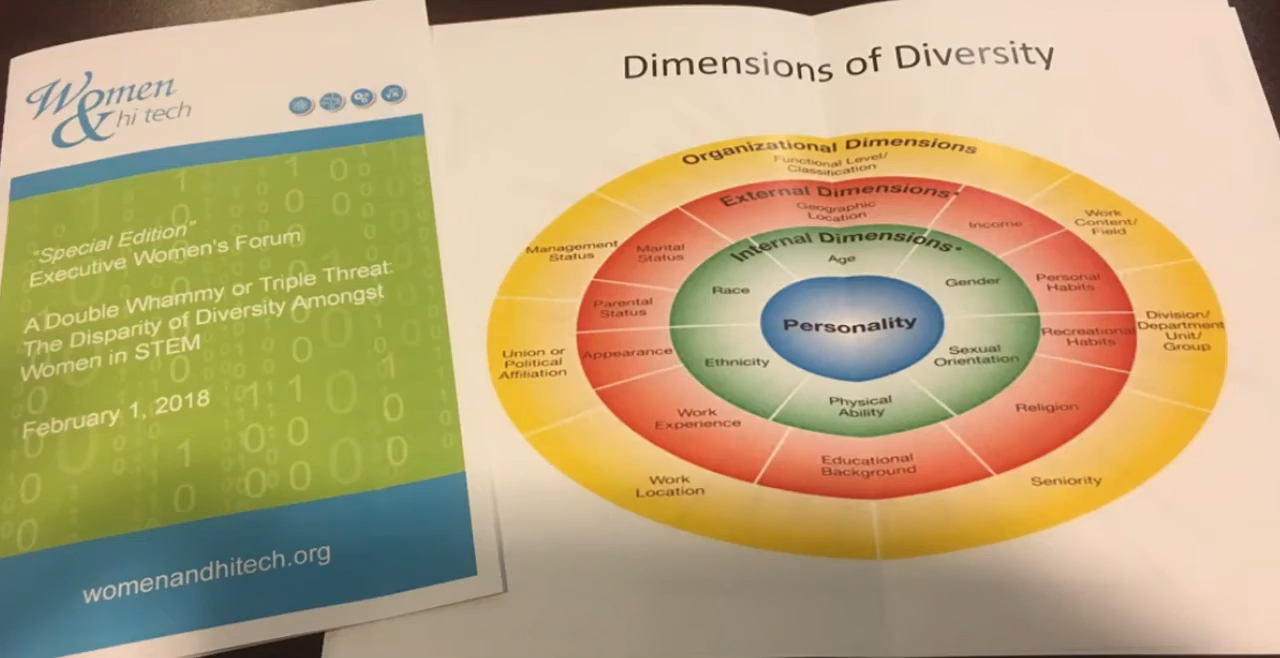 Women
& hi tech
"Special Edition"
Executive Women's Forum
A Double Whammy or Triple Threat:
The Disparity of Diversity Amongst
Women in STEM
February 1, 2018
womenandhitech.org
Dimensions of Diversity
Organizational Dimensions
Functional Level/
Classification
External Dimensions*
Geographic
Location
Income
Work
Content/
Field
Management
Status
Marital
Status
Internal Dimensions*
Age
Race
Gender
Personal
Habits
Parental
Status
Personality
Recreational
Habits
Division/
Department
Unit/
Group
Union or
Political
Affiliation
Appearance
Ethnicity
Sexual
Orientation
Physical
Ability
Work
Experience
Religion
Educational
Background
Work
Location
Seniority